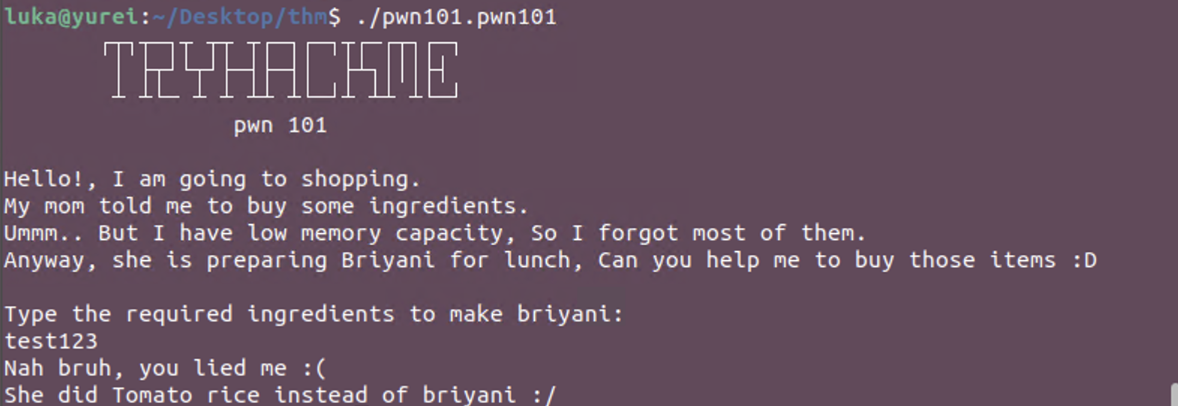 luka@yurei:~/Desktop/thm$ ./pwn101.pwn101
TRYHACKME
pwn 101
Hello!, I am going to shopping.
My mom told me to buy some ingredients.
Ummm.. But I have low memory capacity, So I forgot most of them.
Anyway, she is preparing Briyani for lunch, Can you help me to buy those items :D
Type the required ingredients to make briyani:
test123
Nah bruh, you lied me :(
She did Tomato rice instead of briyani :/